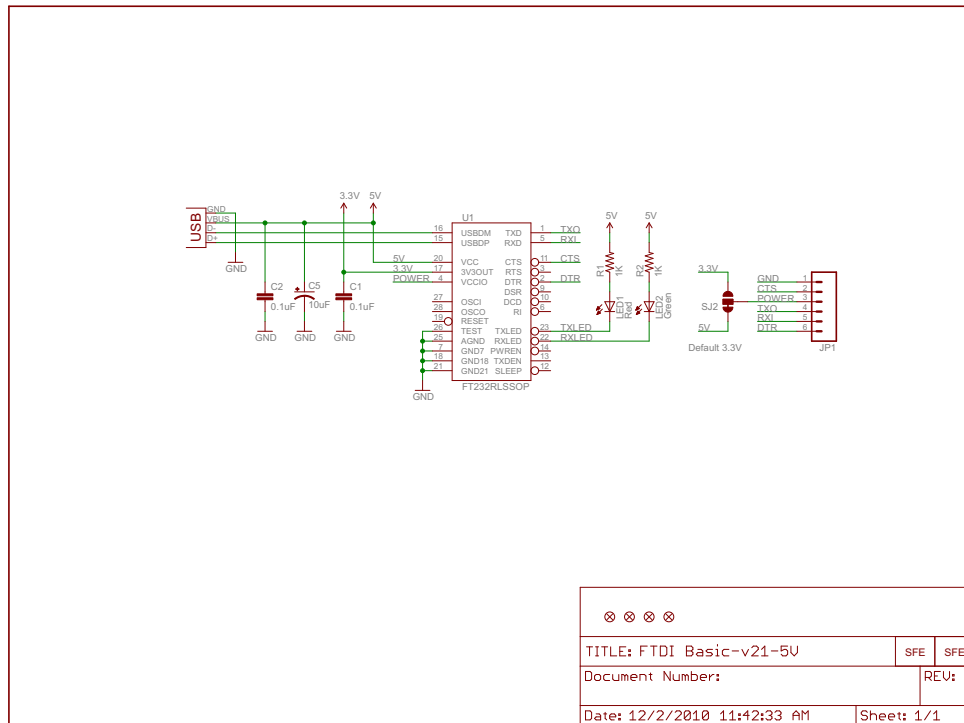 3.3V 5V
USB
GND
VBUS
D-
D+
GND
C2
0.1uF
GND
C5
10uF
GND
C1
0.1uF
GND
U1
16 USBDM TXD 1 TXO
15 USBDP RXD 5 RXI
5V 20 VCC CTS 11 CTS
3.3V 17 3V3OUT RTS 3
POWER 4 VCCIO DTR 2 DTR
DSR 9
27 OSCI DCD 10
28 OSCO RI 6
19 RESET
26 TEST TXLED 23 TXLED
25 AGND RXLED 22 RXLED
7 GND7 PWREN 14
18 GND18 TXDEN 13
21 GND21 SLEEP 12
FT232RLSSOP
GND
5V 5V
R1
1K
R2
1K
LED1
Red
LED2
Green
3.3V
SJ2
5V
Default 3.3V
GND 1
CTS 2
POWER 3
TXO 4
RXI 5
DTR 6
JP1
TITLE: FTDI Basic-v21-5V
SFE SFE
Document Number:
REV:
Date: 12/2/2010 11:42:33 AM
Sheet: 1/1